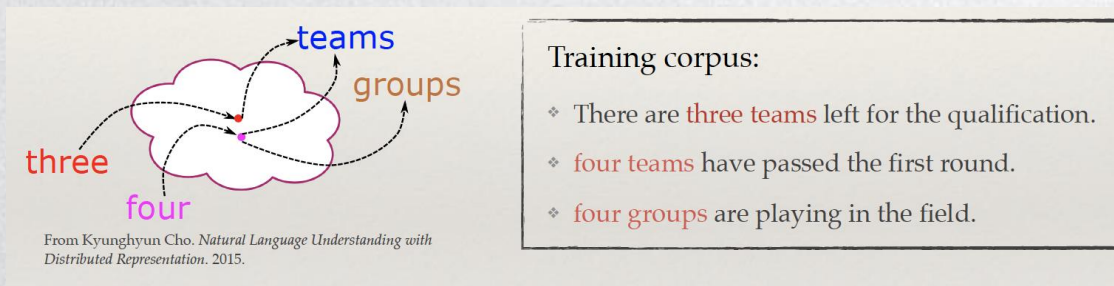 teams
groups
three
four
From Kyunghyun Cho. Natural Language Understanding with
Distributed Representation. 2015.
Training corpus:
There are three teams left for the qualification.
four teams have passed the first round.
four groups are playing in the field.